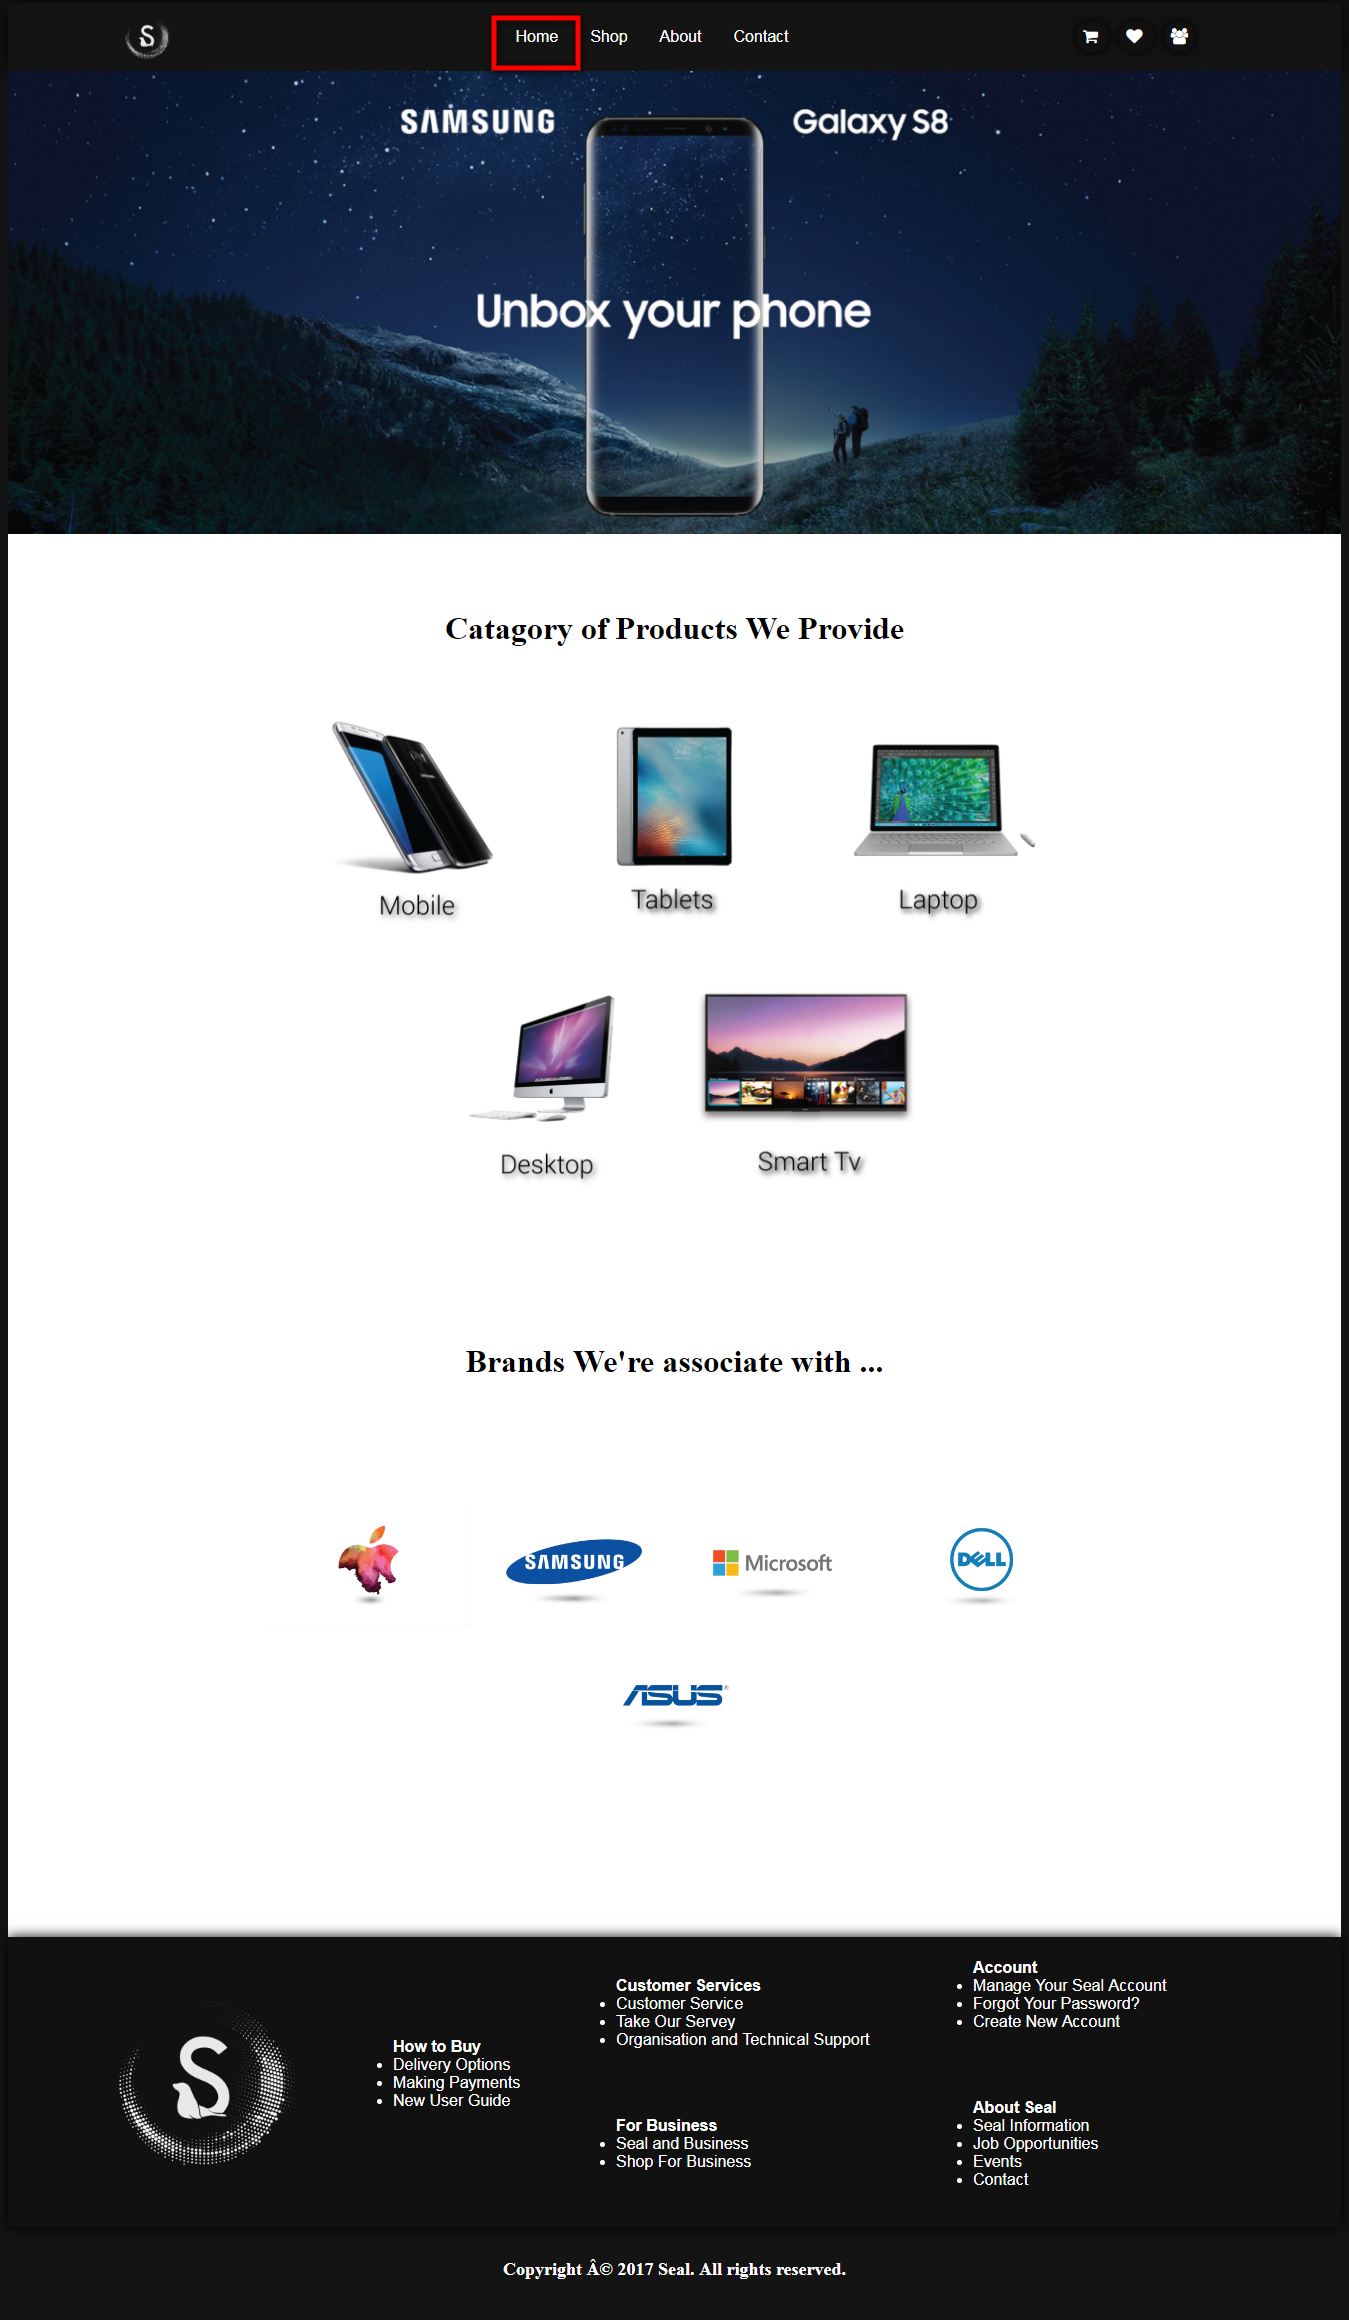 S
Home Shop About Contact
SAMSUNG
Galaxy S8
Unbox your phone
Catagory of Products We Provide
Mobile
Tablets
Laptop
Desktop
Smart Tv
Brands We're associate with ...
SAMSUNG
Microsoft
DELL
ASUS
S
How to Buy
Delivery Options
Making Payments
New User Guide
Customer Services
Customer Service
Take Our Servey
Organisation and Technical Support
For Business
Seal and Business
Shop For Business
Account
Manage Your Seal Account
Forgot Your Password?
Create New Account
About Seal
Seal Information
Job Opportunities
Events
Contact
Copyright Â© 2017 Seal. All rights reserved.